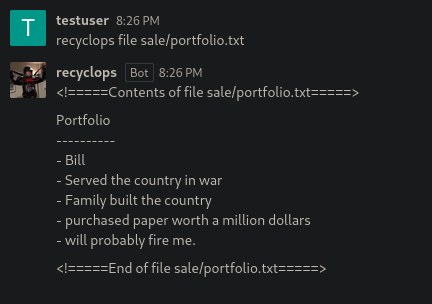 T
testuser 8:26 PM
recyclops file sale/portfolio.txt
recyclops Bot 8:26 PM
<!=====Contents of file sale/portfolio.txt=====>
Portfolio
----------
- Bill
- Served the country in war
- Family built the country
- purchased paper worth a million dollars
- will probably fire me.
<!=====End of file sale/portfolio.txt=====>